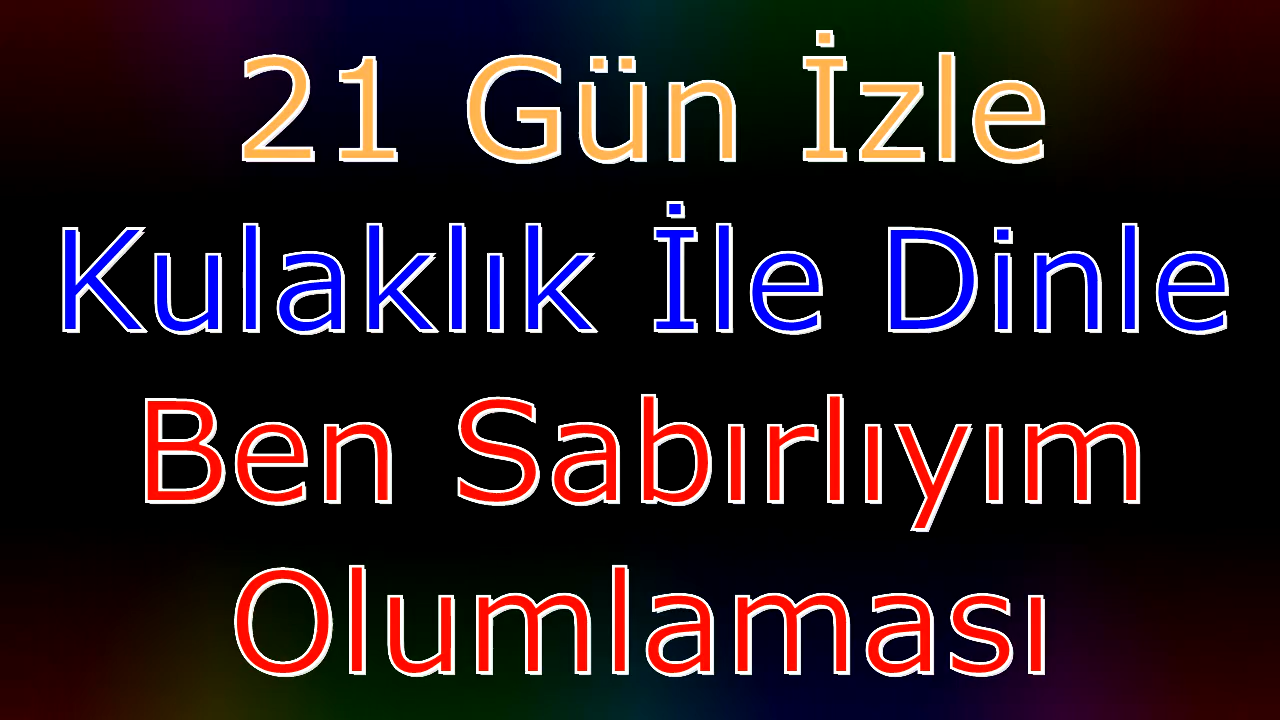 21 Gün İzle
Kulaklık İle Dinle
Ben Sabırlıyım
Olumlaması